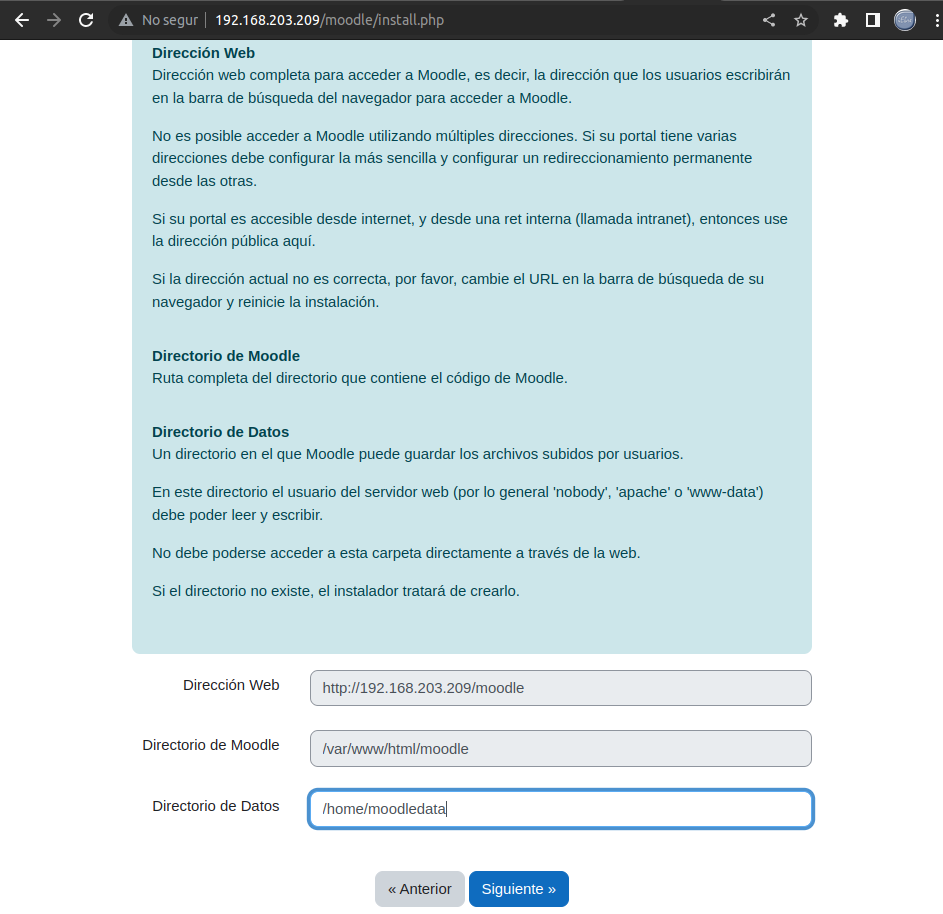 No segur
192.168.203.209/moodle/install.php
Dirección Web
Dirección web completa para acceder a Moodle, es decir, la dirección que los usuarios escribirán
en la barra de búsqueda del navegador para acceder a Moodle.
No es posible acceder a Moodle utilizando múltiples direcciones. Si su portal tiene varias
direcciones debe configurar la más sencilla y configurar un redireccionamiento permanente
desde las otras.
Si su portal es accesible desde internet, y desde una ret interna (llamada intranet), entonces use
la dirección pública aquí.
Si la dirección actual no es correcta, por favor, cambie el URL en la barra de búsqueda de su
navegador y reinicie la instalación.
Directorio de Moodle
Ruta completa del directorio que contiene el código de Moodle.
Directorio de Datos
Un directorio en el que Moodle puede guardar los archivos subidos por usuarios.
En este directorio el usuario del servidor web (por lo general 'nobody', 'apache' o 'www-data')
debe poder leer y escribir.
No debe poderse acceder a esta carpeta directamente a través de la web.
Si el directorio no existe, el instalador tratará de crearlo.
Dirección Web
http://192.168.203.209/moodle
Directorio de Moodle
/var/www/html/moodle
Directorio de Datos
/home/moodledata
« Anterior
Siguiente »